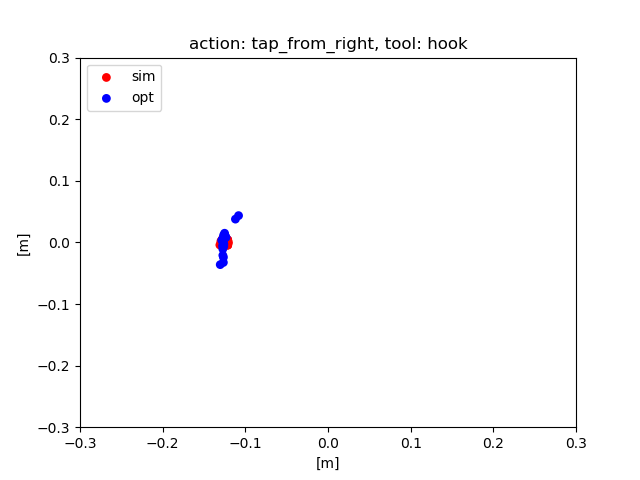 action: tap_from_right, tool: hook
sim
opt
0.3
0.2
0.1
0.0
−0.1
−0.2
−0.3
[m]
−0.3 −0.2 −0.1 0.0 0.1 0.2 0.3
[m]